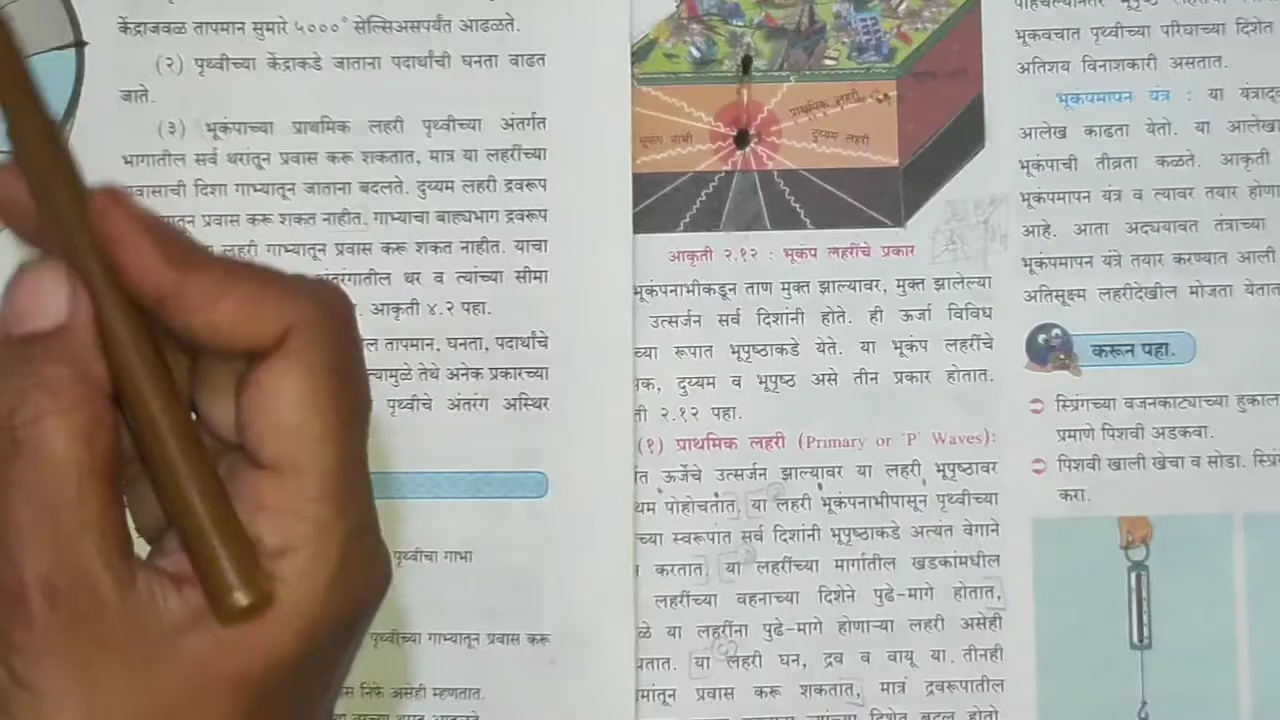 केंद्राजवळ तापमान सुमारे ५०००° सेल्सिअसपर्यंत आढळते.
(२) पृथ्वीच्या केंद्राकडे जाताना पदार्थांची घनता वाढत
जाते.
(३) भूकंपाच्या प्राथमिक लहरी पृथ्वीच्या अंतर्गत
भागातील सर्व थरांतून प्रवास करू शकतात, मात्र या लहरींच्या
दिशा गाभ्यातून जाताना बदलते. दुय्यम लहरी द्रवरूप
प्रवास करू शकत नाहीत. गाभ्याचा बाह्यभाग द्रवरूप
लहरी गाभ्यातून प्रवास करू शकत नाहीत. याचा
थर व त्यांच्या सीमा
आकृती ४.२ पहा.
तापमान, घनता, पदार्थांचे
त्यामुळे तेथे अनेक प्रकारच्या
पृथ्वीचे अंतरंग अस्थिर
पृथ्वीचा गाभा
पृथ्वीच्या गाभ्यातून प्रवास करू
निफे असेही म्हणतात.
प्राथमिक लहरी
भूकंप नाभी
दुय्यम लहरी
आकृती २.१२ : भूकंप लहरींचे प्रकार
भूकंपनाभीकडून ताण मुक्त झाल्यावर, मुक्त झालेल्या
उत्सर्जन सर्व दिशांनी होते. ही ऊर्जा विविध
रूपात भूपृष्ठाकडे येते. या भूकंप लहरींचे
दुय्यम व भूपृष्ठ असे तीन प्रकार होतात.
२.१२ पहा.
(१) प्राथमिक लहरी (Primary or 'P' Waves):
ऊर्जेचे उत्सर्जन झाल्यावर या लहरी भूपृष्ठावर
पोहोचतात. या लहरी भूकंपनाभीपासून पृथ्वीच्या
स्वरूपांत सर्व दिशांनी भूपृष्ठाकडे अत्यंत वेगाने
करतात. या लहरींच्या मार्गातील खडकांमधील
लहरींच्या वहनाच्या दिशेने पुढे-मागे होतात,
या लहरींना पुढे-मागे होणाऱ्या लहरी असेही
या लहरी घन, द्रव व वायू या. तीनही
प्रवास करू शकतात, मात्र द्रवरूपातील
दिशेत बदल होतो
भूकवचात पृथ्वीच्या परिघाच्या दिशेत
अतिशय विनाशकारी असतात.
भूकंपमापन यंत्र : या
आलेख काढता येतो. या
भूकंपाची तीव्रता कळते. आकृती
भूकंपमापन यंत्र व त्यावर तयार
आहे. आता अद्ययावत तंत्राच्या
भूकंपमापन यंत्रे तयार करण्यात आली
अतिसूक्ष्म लहरीदेखील मोजता
करून पहा.
स्प्रिंगच्या वजनकाट्याच्या
प्रमाणे पिशवी अडकवा.
पिशवी खाली खेचा व सोडा.
करा.